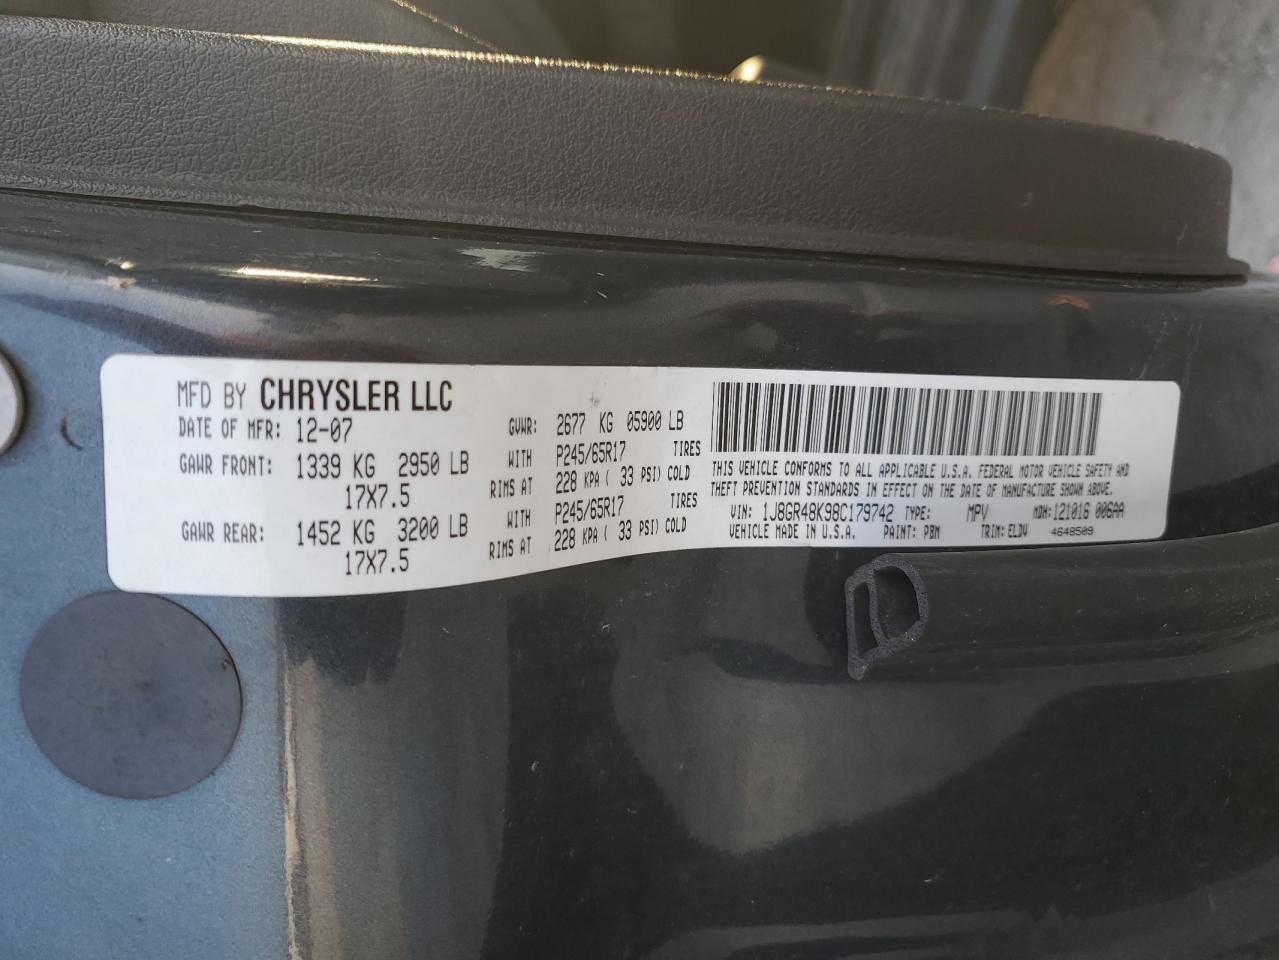 MFD BY CHRYSLER LLC
DATE OF MFR: 12-07 GVWR: 2677 KG 05900 LB
GAWR FRONT: 1339 KG 2950 LB WITH P245/65R17 TIRES
17X7.5 RIMS AT 228 KPA ( 33 PSI) COLD
GAWR REAR: 1452 KG 3200 LB WITH P245/65R17 TIRES
17X7.5 RIMS AT 228 KPA ( 33 PSI) COLD
THIS VEHICLE CONFORMS TO ALL APPLICABLE U.S.A. FEDERAL MOTOR VEHICLE SAFETY AND
THEFT PREVENTION STANDARDS IN EFFECT ON THE DATE OF MANUFACTURE SHOWN ABOVE.
VIN: 1J8GR48K98C179742 TYPE: MPV MDH:121016 006AA
VEHICLE MADE IN U.S.A. PAINT: PBM TRIM: ELDV 4648509